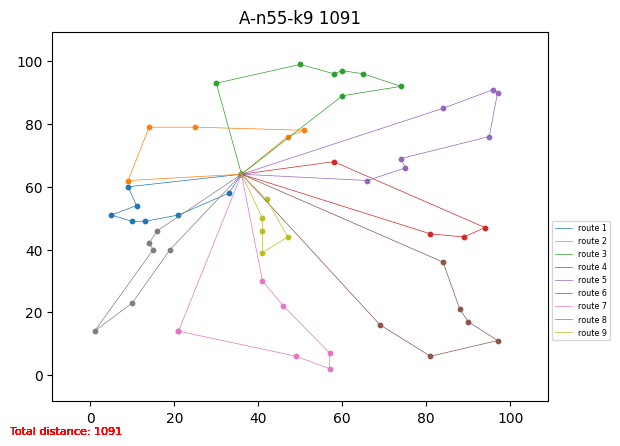 A-n55-k9 1091
100
80
60
40
20
0
0 20 40 60 80 100
route 1
route 2
route 3
route 4
route 5
route 6
route 7
route 8
route 9
Total distance: 1091